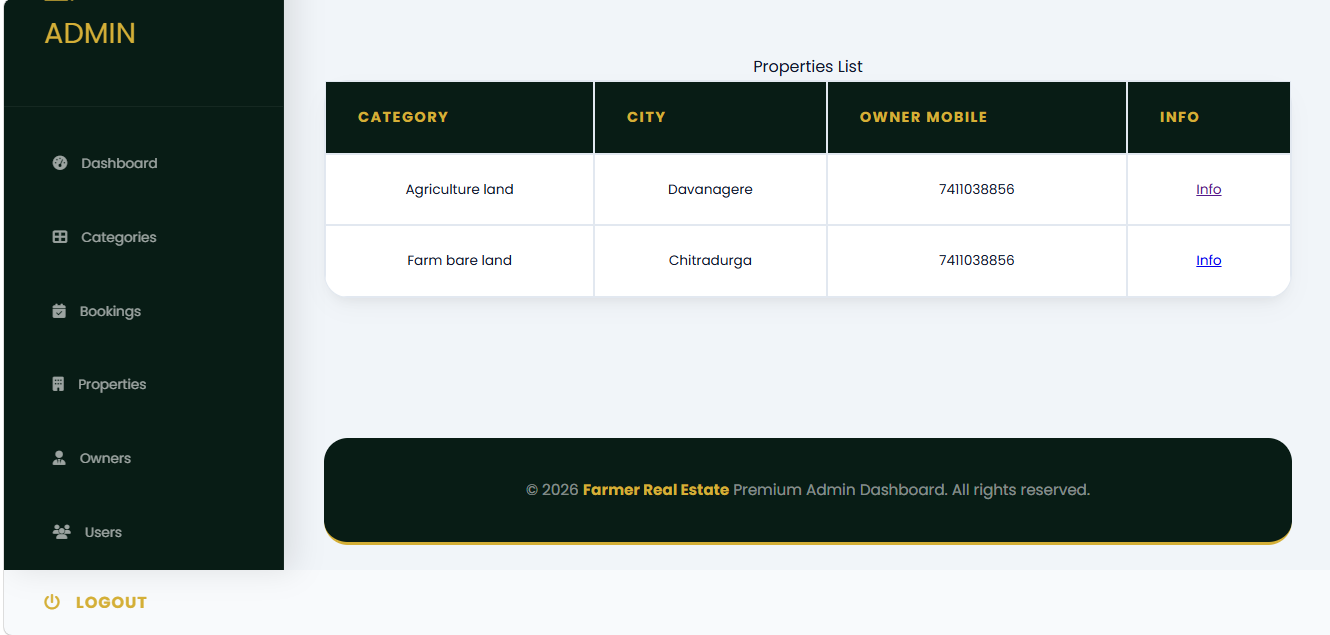 ADMIN
Dashboard
Categories
Bookings
Properties
Owners
Users
LOGOUT
Properties List
CATEGORY CITY OWNER MOBILE INFO
Agriculture land Davanagere 7411038856 Info
Farm bare land Chitradurga 7411038856 Info
© 2026 Farmer Real Estate Premium Admin Dashboard. All rights reserved.